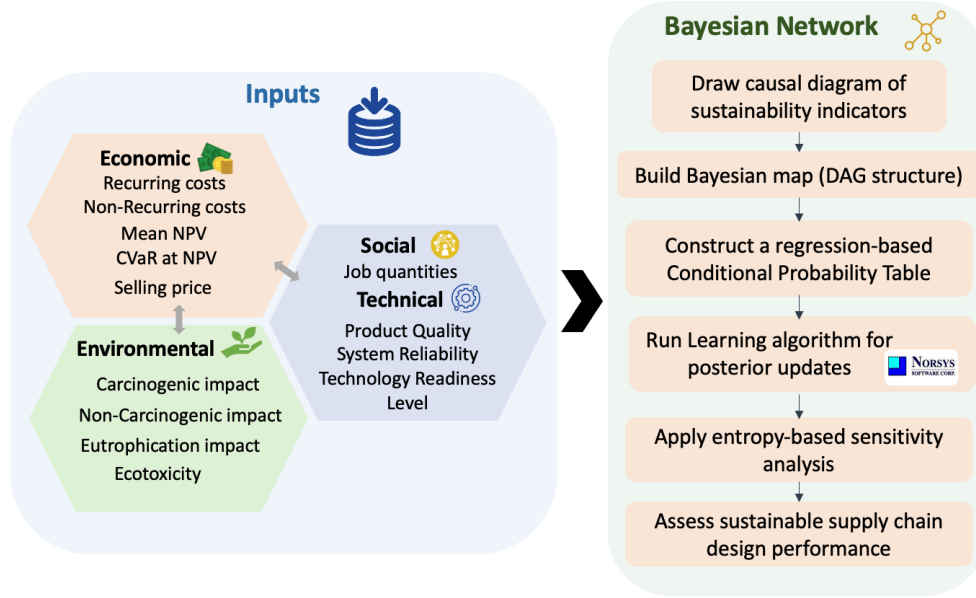 Inputs
Economic
Recurring costs
Non-Recurring costs
Mean NPV
CVaR at NPV
Selling price
Social
Job quantities
Technical
Product Quality
System Reliability
Technology Readiness
Level
Environmental
Carcinogenic impact
Non-Carcinogenic impact
Eutrophication impact
Ecotoxicity
Bayesian Network
Draw causal diagram of
sustainability indicators
Build Bayesian map (DAG structure)
Construct a regression-based
Conditional Probability Table
Run Learning algorithm for
posterior updates
NORSYS
SOFTWARE CORP.
Apply entropy-based sensitivity
analysis
Assess sustainable supply chain
design performance